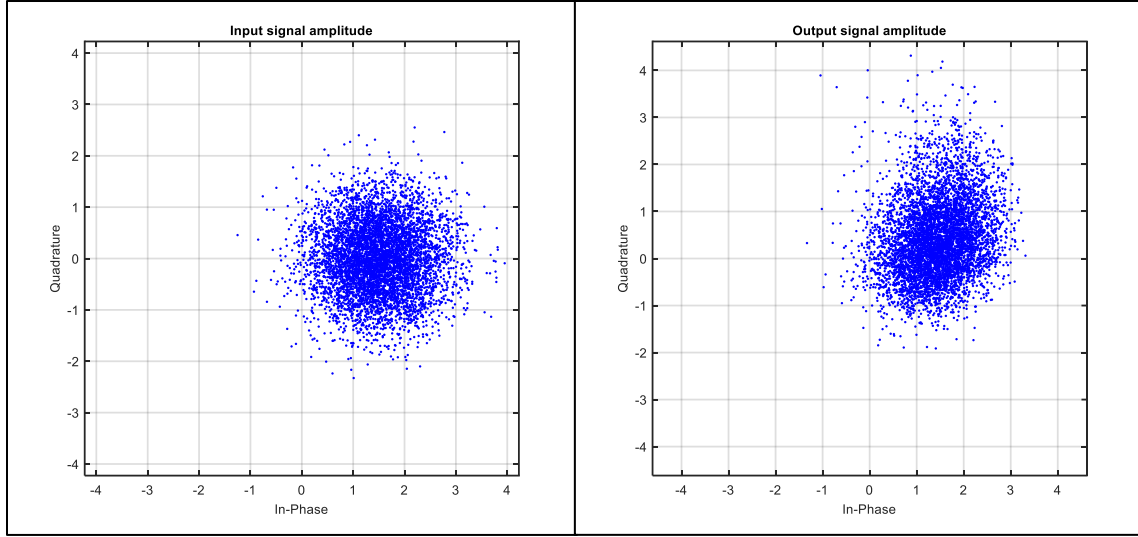 Input signal amplitude
4
3
2
1
0
-1
-2
-3
-4
Quadrature
-4 -3 -2 -1 0 1 2 3 4
In-Phase
Output signal amplitude
4
3
2
1
0
-1
-2
-3
-4
Quadrature
-4 -3 -2 -1 0 1 2 3 4
In-Phase